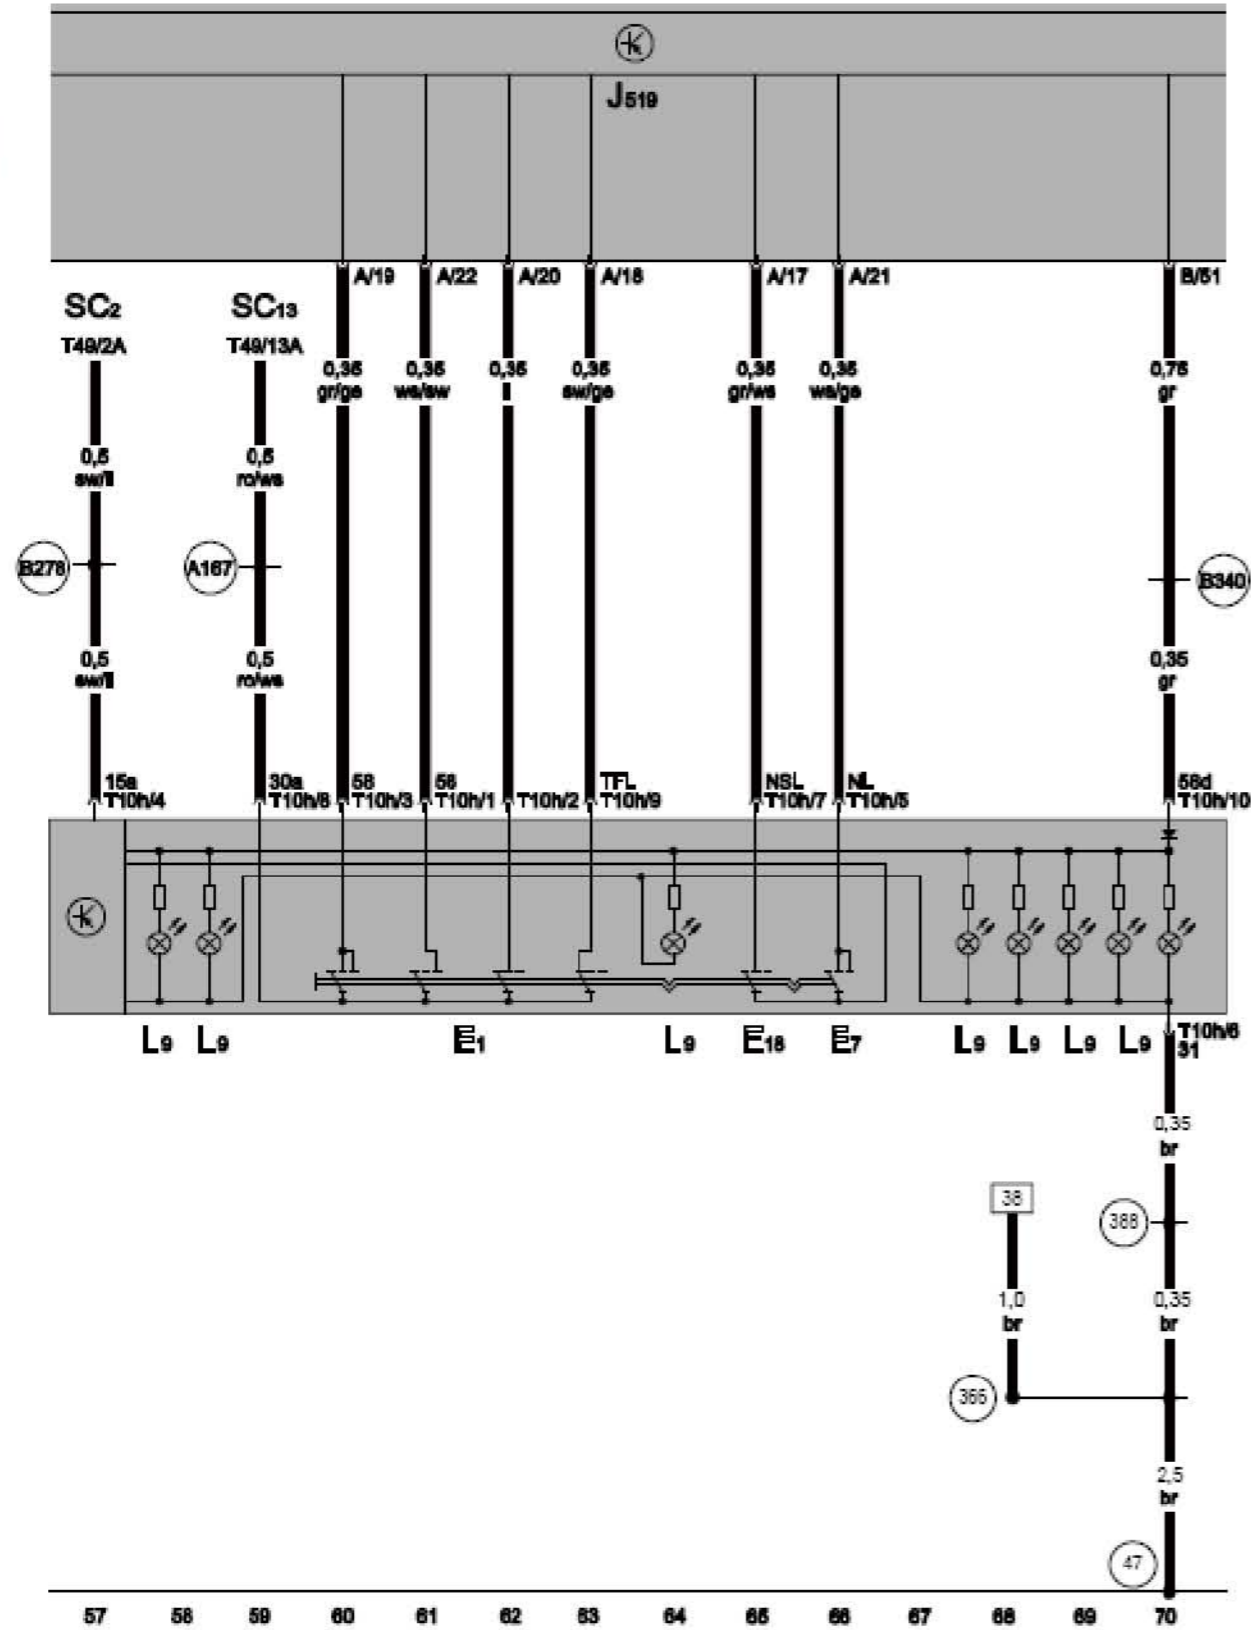 J519
A/19 A/22 A/20 A/18 A/17 A/21 B/51
SC2 SC13
T49/2A T49/13A
0,35 0,35 0,35 0,35 0,35 0,35 0,75
gr/ge ws/sw li sw/ge gr/ws ws/ge gr
0,5 0,5
sw/li ro/ws
B278 A167 B340
0,5 0,5 0,35
sw/li ro/ws gr
15a 30a 58 56 TFL NSL NL 58d
T10h/4 T10h/8 T10h/3 T10h/1 T10h/2 T10h/9 T10h/7 T10h/5 T10h/10
L9 L9 E1 L9 E18 E7 L9 L9 L9 L9
T10h/6
31
0,35
br
38
388
1,0 0,35
br br
366
2,5
br
47
57 58 59 60 61 62 63 64 65 66 67 68 69 70